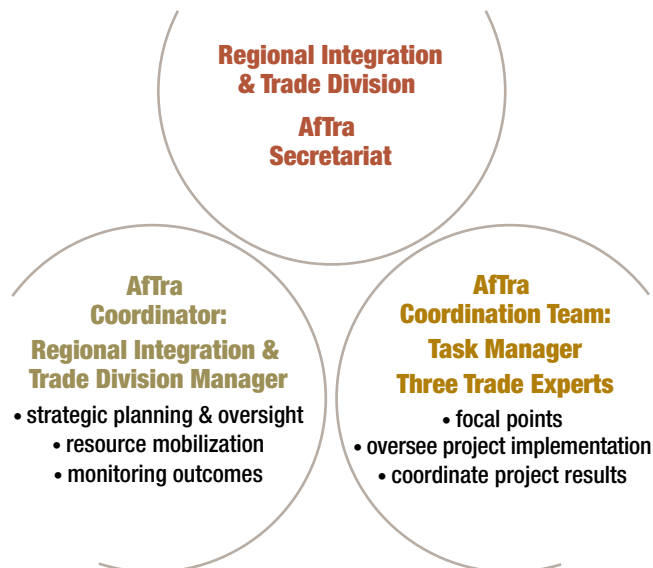 Regional Integration
& Trade Division
AfTra
Secretariat
AfTra
Coordinator:
Regional Integration &
Trade Division Manager
• strategic planning & oversight
• resource mobilization
• monitoring outcomes
AfTra
Coordination Team:
Task Manager
Three Trade Experts
• focal points
• oversee project implementation
• coordinate project results